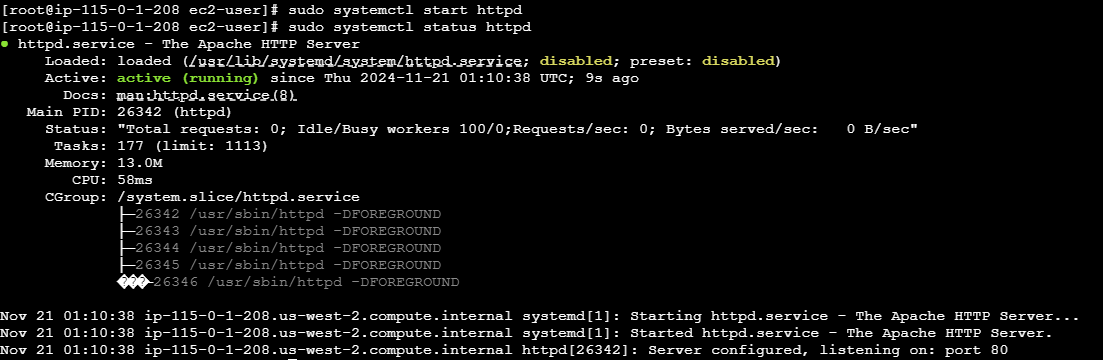 [root@ip-115-0-1-208 ec2-user]# sudo systemctl start httpd
[root@ip-115-0-1-208 ec2-user]# sudo systemctl status httpd
● httpd.service - The Apache HTTP Server
Loaded: loaded (/usr/lib/systemd/system/httpd.service; disabled; preset: disabled)
Active: active (running) since Thu 2024-11-21 01:10:38 UTC; 9s ago
Docs: man:httpd.service(8)
Main PID: 26342 (httpd)
Status: "Total requests: 0; Idle/Busy workers 100/0;Requests/sec: 0; Bytes served/sec:   0 B/sec"
Tasks: 177 (limit: 1113)
Memory: 13.0M
CPU: 58ms
CGroup: /system.slice/httpd.service
├─26342 /usr/sbin/httpd -DFOREGROUND
├─26343 /usr/sbin/httpd -DFOREGROUND
├─26344 /usr/sbin/httpd -DFOREGROUND
├─26345 /usr/sbin/httpd -DFOREGROUND
���─26346 /usr/sbin/httpd -DFOREGROUND
Nov 21 01:10:38 ip-115-0-1-208.us-west-2.compute.internal systemd[1]: Starting httpd.service - The Apache HTTP Server...
Nov 21 01:10:38 ip-115-0-1-208.us-west-2.compute.internal systemd[1]: Started httpd.service - The Apache HTTP Server.
Nov 21 01:10:38 ip-115-0-1-208.us-west-2.compute.internal httpd[26342]: Server configured, listening on: port 80